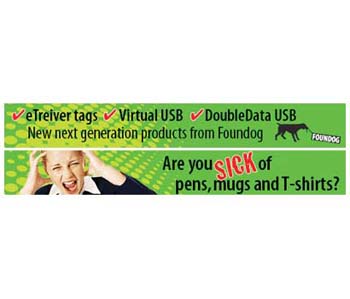 eTreiver tags Virtual USB DoubleData USB
New next generation products from Foundog
FOUNDOG
Are you SICK of
pens, mugs and T-shirts?